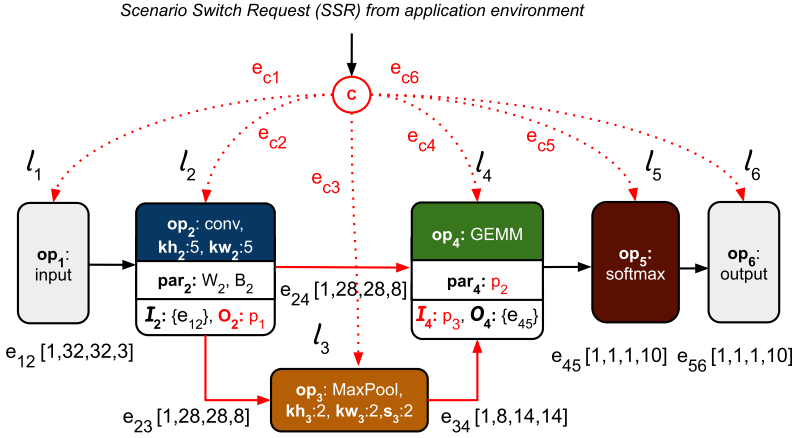 Scenario Switch Request (SSR) from application environment
e_c1
e_c6
c
e_c2
e_c4
e_c5
e_c3
l_1
l_2
l_4
l_5
l_6
op_1:
input
op_2: conv,
kh_2:5, kw_2:5
par_2: W_2, B_2
I_2: {e_12}, O_2: p_1
op_4: GEMM
par_4: p_2
I_4: p_3, O_4: {e_45}
op_5:
softmax
op_6:
output
e_24 [1,28,28,8]
l_3
e_12 [1,32,32,3]
e_45 [1,1,1,10]
e_56 [1,1,1,10]
op_3: MaxPool,
kh_3:2, kw_3:2,s_3:2
e_23 [1,28,28,8]
e_34 [1,8,14,14]